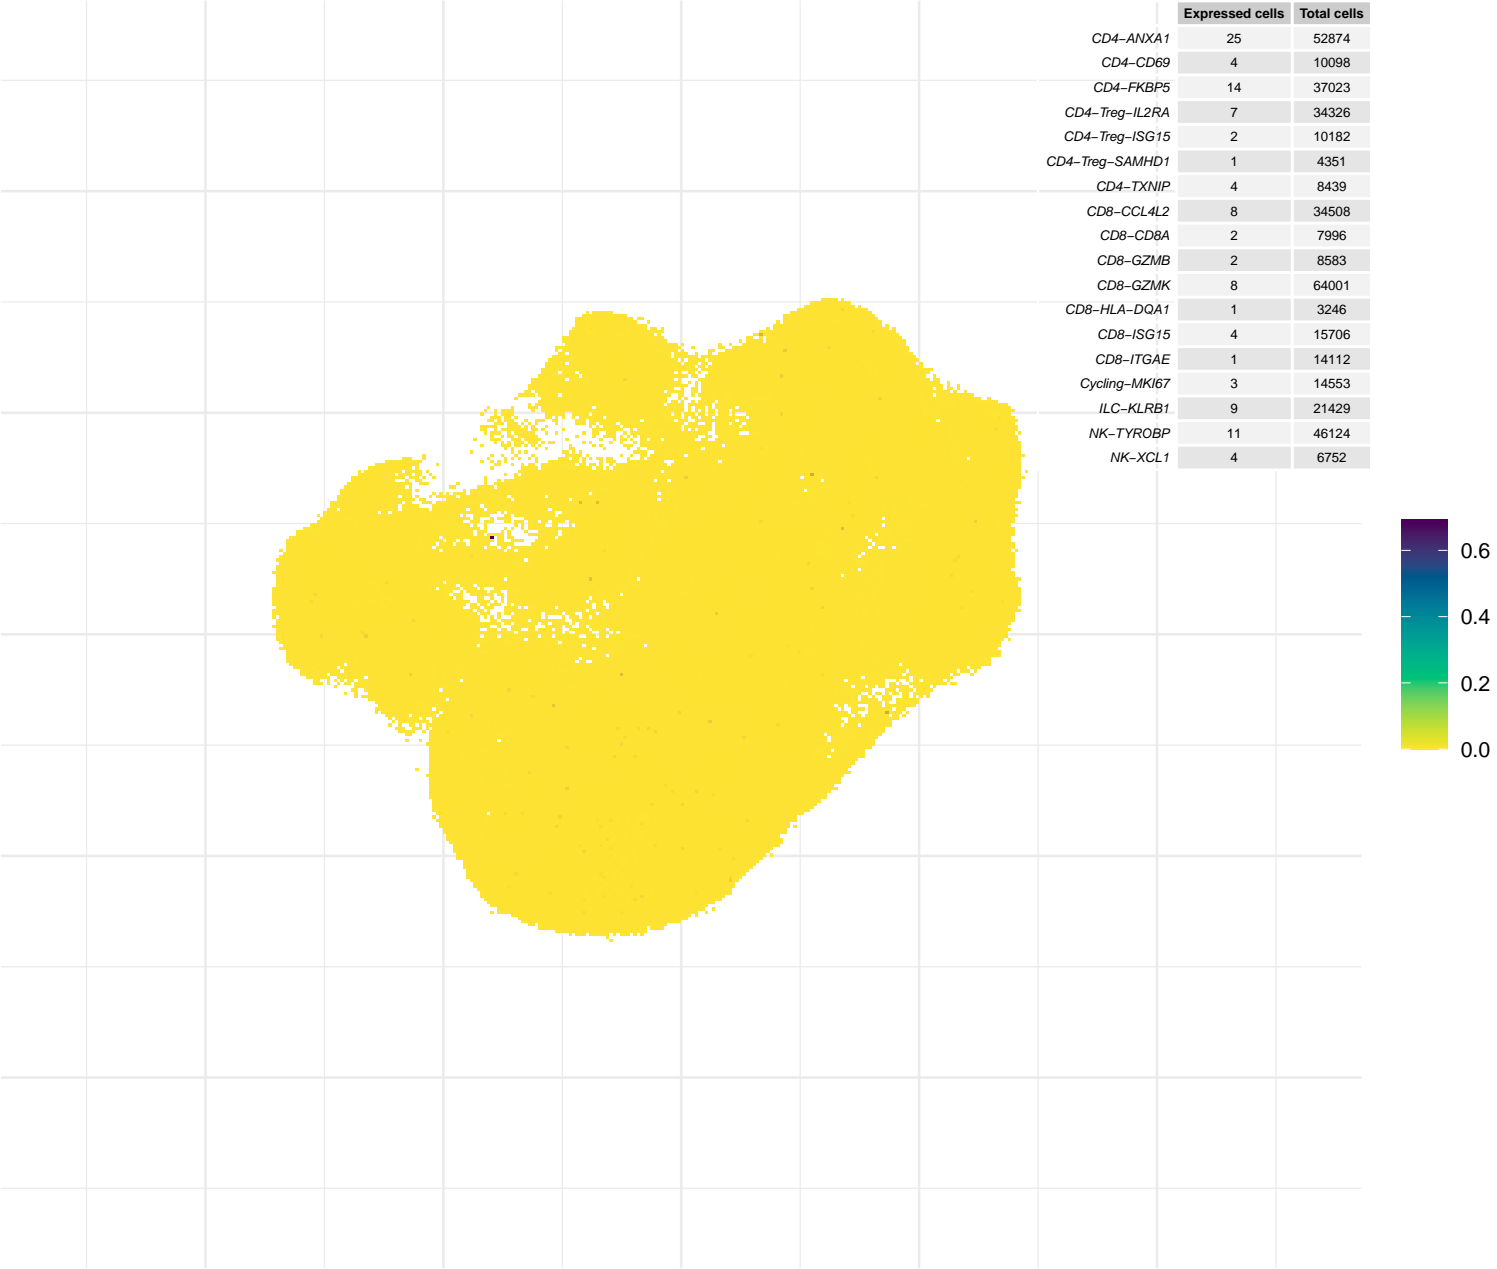 Expressed cells Total cells
CD4−ANXA1 25 52874
CD4−CD69 4 10098
CD4−FKBP5 14 37023
CD4−Treg−IL2RA 7 34326
CD4−Treg−ISG15 2 10182
CD4−Treg−SAMHD1 1 4351
CD4−TXNIP 4 8439
CD8−CCL4L2 8 34508
CD8−CD8A 2 7996
CD8−GZMB 2 8583
CD8−GZMK 8 64001
CD8−HLA−DQA1 1 3246
CD8−ISG15 4 15706
CD8−ITGAE 1 14112
Cycling−MKI67 3 14553
ILC−KLRB1 9 21429
NK−TYROBP 11 46124
NK−XCL1 4 6752
0.6
0.4
0.2
0.0